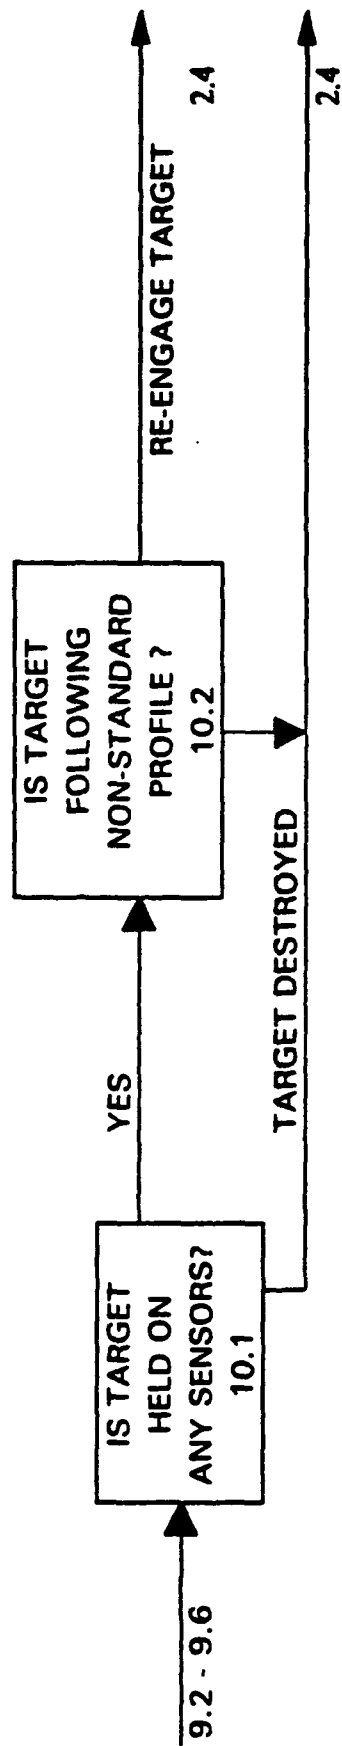 9.2 - 9.6
IS TARGET
HELD ON
ANY SENSORS?
10.1
YES
TARGET DESTROYED
IS TARGET
FOLLOWING
NON-STANDARD
PROFILE ?
10.2
RE-ENGAGE TARGET
2.4
2.4